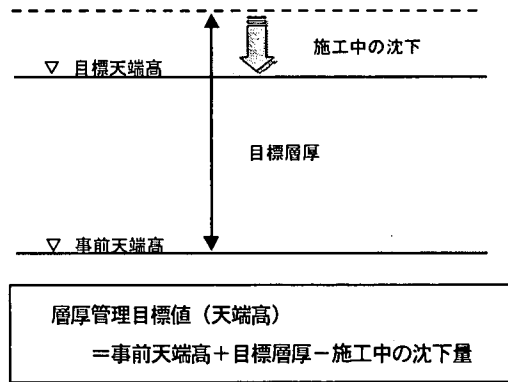 施工中の沈下
▽ 目標天端高
目標層厚
▽ 事前天端高
層厚管理目標値（天端高）
＝事前天端高＋目標層厚－施工中の沈下量